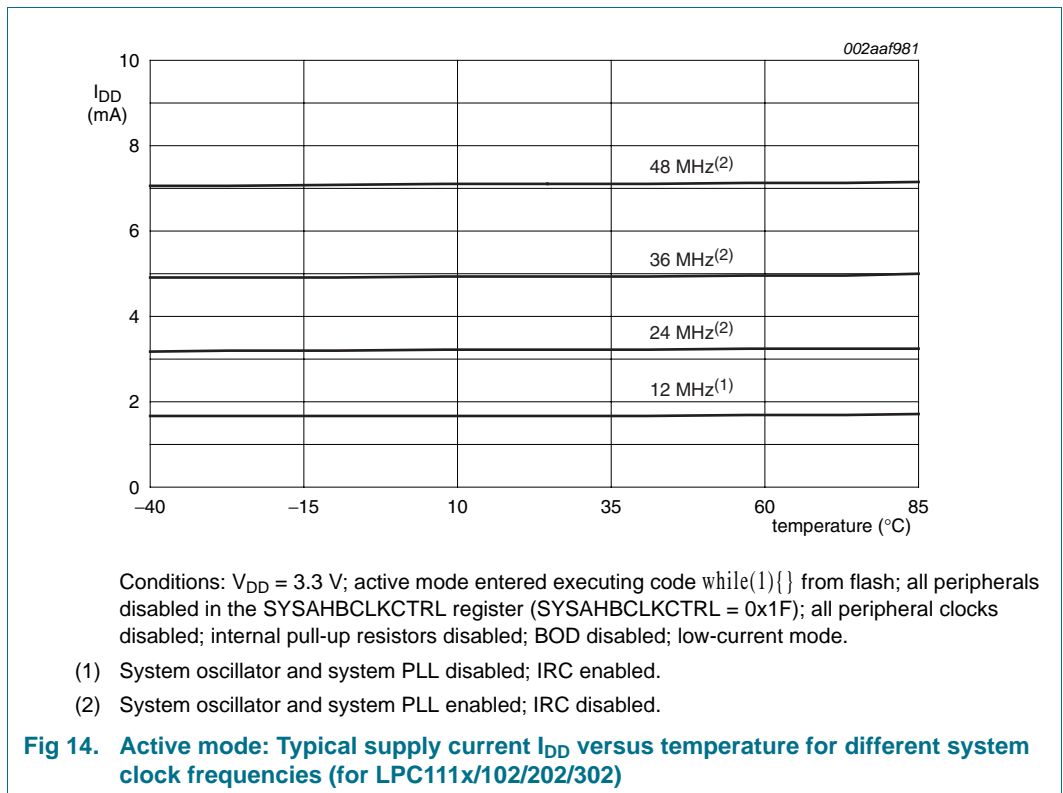 002aaf981
10
I_DD
(mA)
8
48 MHz(2)
6
36 MHz(2)
4
24 MHz(2)
12 MHz(1)
2
0
−40 −15 10 35 60 85
temperature (°C)
Conditions: V_DD = 3.3 V; active mode entered executing code while(1){} from flash; all peripherals
disabled in the SYSAHBCLKCTRL register (SYSAHBCLKCTRL = 0x1F); all peripheral clocks
disabled; internal pull-up resistors disabled; BOD disabled; low-current mode.
(1) System oscillator and system PLL disabled; IRC enabled.
(2) System oscillator and system PLL enabled; IRC disabled.
Fig 14. Active mode: Typical supply current I_DD versus temperature for different system
clock frequencies (for LPC111x/102/202/302)